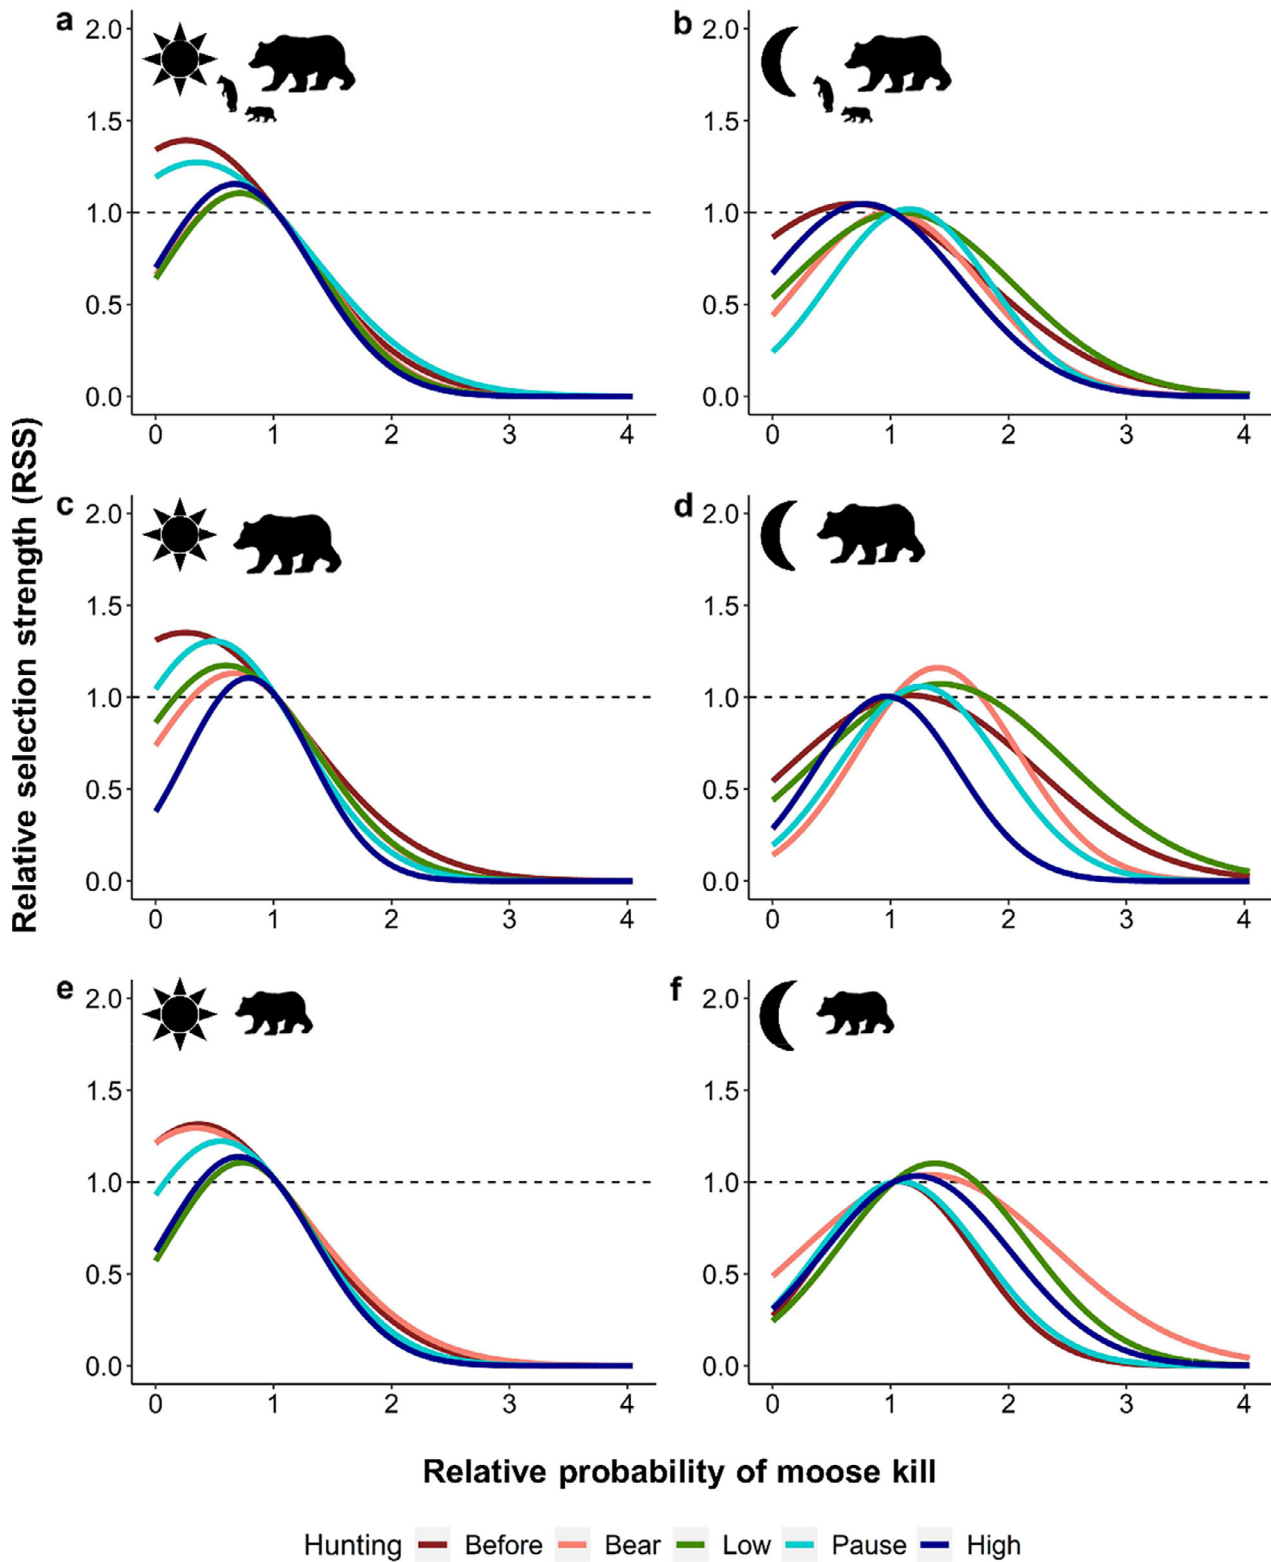 a
b
2.0
1.5
1.0
0.5
0.0
0 1 2 3 4
2.0
1.5
1.0
0.5
0.0
0 1 2 3 4
c
d
2.0
1.5
1.0
0.5
0.0
0 1 2 3 4
2.0
1.5
1.0
0.5
0.0
0 1 2 3 4
e
f
2.0
1.5
1.0
0.5
0.0
0 1 2 3 4
2.0
1.5
1.0
0.5
0.0
0 1 2 3 4
Relative selection strength (RSS)
Relative probability of moose kill
Hunting Before Bear Low Pause High